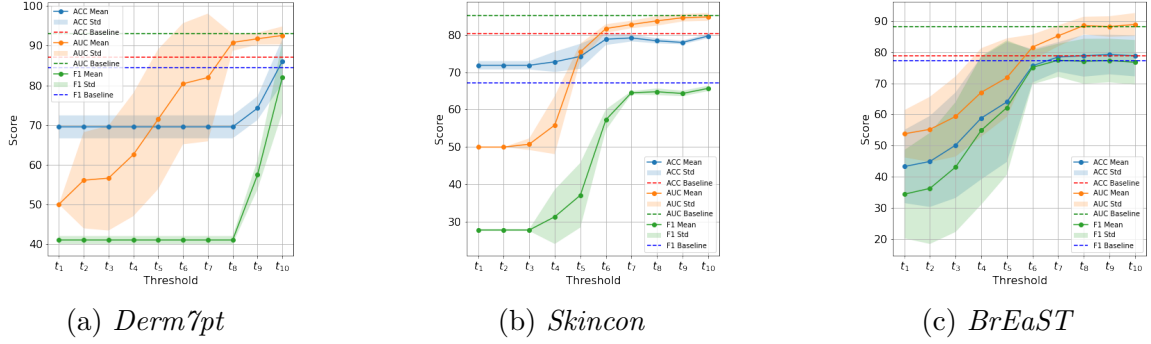 100
90
80
70
60
50
40
Score
ACC Mean
ACC Std
ACC Baseline
AUC Mean
AUC Std
AUC Baseline
F1 Mean
F1 Std
F1 Baseline
t1 t2 t3 t4 t5 t6 t7 t8 t9 t10
Threshold
(a) Derm7pt
80
70
60
50
40
30
Score
ACC Mean
ACC Std
ACC Baseline
AUC Mean
AUC Std
AUC Baseline
F1 Mean
F1 Std
F1 Baseline
t1 t2 t3 t4 t5 t6 t7 t8 t9 t10
Threshold
(b) Skincon
90
80
70
60
50
40
30
20
Score
ACC Mean
ACC Std
ACC Baseline
AUC Mean
AUC Std
AUC Baseline
F1 Mean
F1 Std
F1 Baseline
t1 t2 t3 t4 t5 t6 t7 t8 t9 t10
Threshold
(c) BrEaST